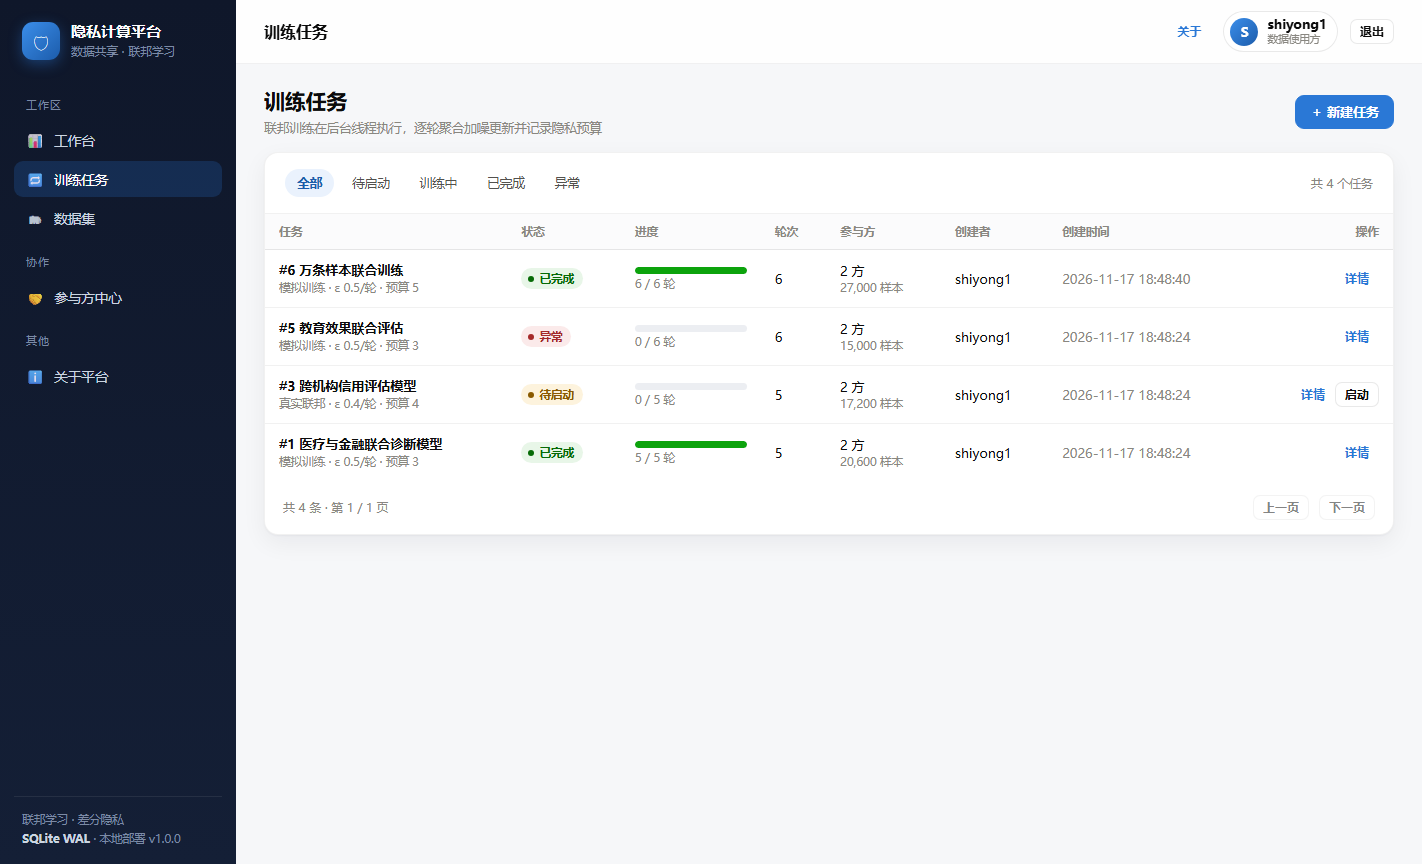 隐私计算平台
数据共享 · 联邦学习
工作区
工作台
训练任务
数据集
协作
参与方中心
其他
关于平台
联邦学习 · 差分隐私
SQLite WAL · 本地部署 v1.0.0
训练任务
关于
S
shiyong1
数据使用方
退出
训练任务
联邦训练在后台线程执行，逐轮聚合加噪更新并记录隐私预算
+ 新建任务
全部 待启动 训练中 已完成 异常 共 4 个任务
任务 状态 进度 轮次 参与方 创建者 创建时间 操作
#6 万条样本联合训练
模拟训练 · ε 0.5/轮 · 预算 5
已完成
6 / 6 轮
6
2 方
27,000 样本
shiyong1
2026-11-17 18:48:40
详情
#5 教育效果联合评估
模拟训练 · ε 0.5/轮 · 预算 3
异常
0 / 6 轮
6
2 方
15,000 样本
shiyong1
2026-11-17 18:48:24
详情
#3 跨机构信用评估模型
真实联邦 · ε 0.4/轮 · 预算 4
待启动
0 / 5 轮
5
2 方
17,200 样本
shiyong1
2026-11-17 18:48:24
详情 启动
#1 医疗与金融联合诊断模型
模拟训练 · ε 0.5/轮 · 预算 3
已完成
5 / 5 轮
5
2 方
20,600 样本
shiyong1
2026-11-17 18:48:24
详情
共 4 条 · 第 1 / 1 页
上一页 下一页